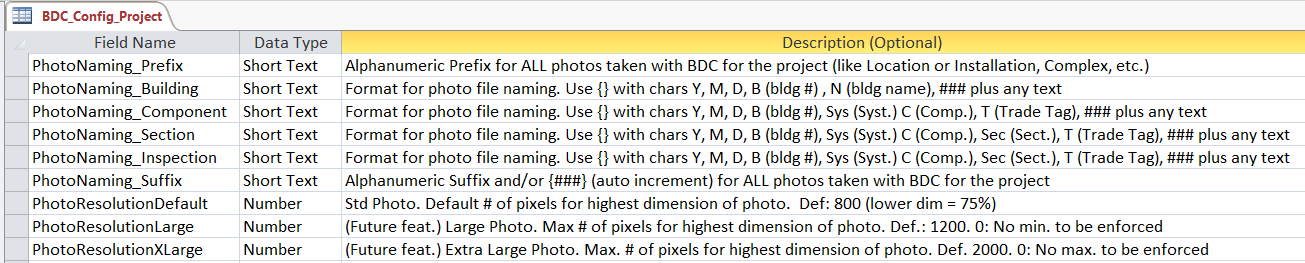 BDC_Config_Project
Field Name Data Type Description (Optional)
PhotoNaming_Prefix Short Text Alphanumeric Prefix for ALL photos taken with BDC for the project (like Location or Installation, Complex, etc.)
PhotoNaming_Building Short Text Format for photo file naming. Use {} with chars Y, M, D, B (bldg #) , N (bldg name), ### plus any text
PhotoNaming_Component Short Text Format for photo file naming. Use {} with chars Y, M, D, B (bldg #), Sys (Syst.) C (Comp.), T (Trade Tag), ### plus any text
PhotoNaming_Section Short Text Format for photo file naming. Use {} with chars Y, M, D, B (bldg #), Sys (Syst.) C (Comp.), Sec (Sect.), T (Trade Tag), ### plus any text
PhotoNaming_Inspection Short Text Format for photo file naming. Use {} with chars Y, M, D, B (bldg #), Sys (Syst.) C (Comp.), Sec (Sect.), T (Trade Tag), ### plus any text
PhotoNaming_Suffix Short Text Alphanumeric Suffix and/or {###} (auto increment) for ALL photos taken with BDC for the project
PhotoResolutionDefault Number Std Photo. Default # of pixels for highest dimension of photo. Def: 800 (lower dim = 75%)
PhotoResolutionLarge Number (Future feat.) Large Photo. Max # of pixels for highest dimension of photo. Def.: 1200. 0: No min. to be enforced
PhotoResolutionXLarge Number (Future feat.) Extra Large Photo. Max. # of pixels for highest dimension of photo. Def. 2000. 0: No max. to be enforced